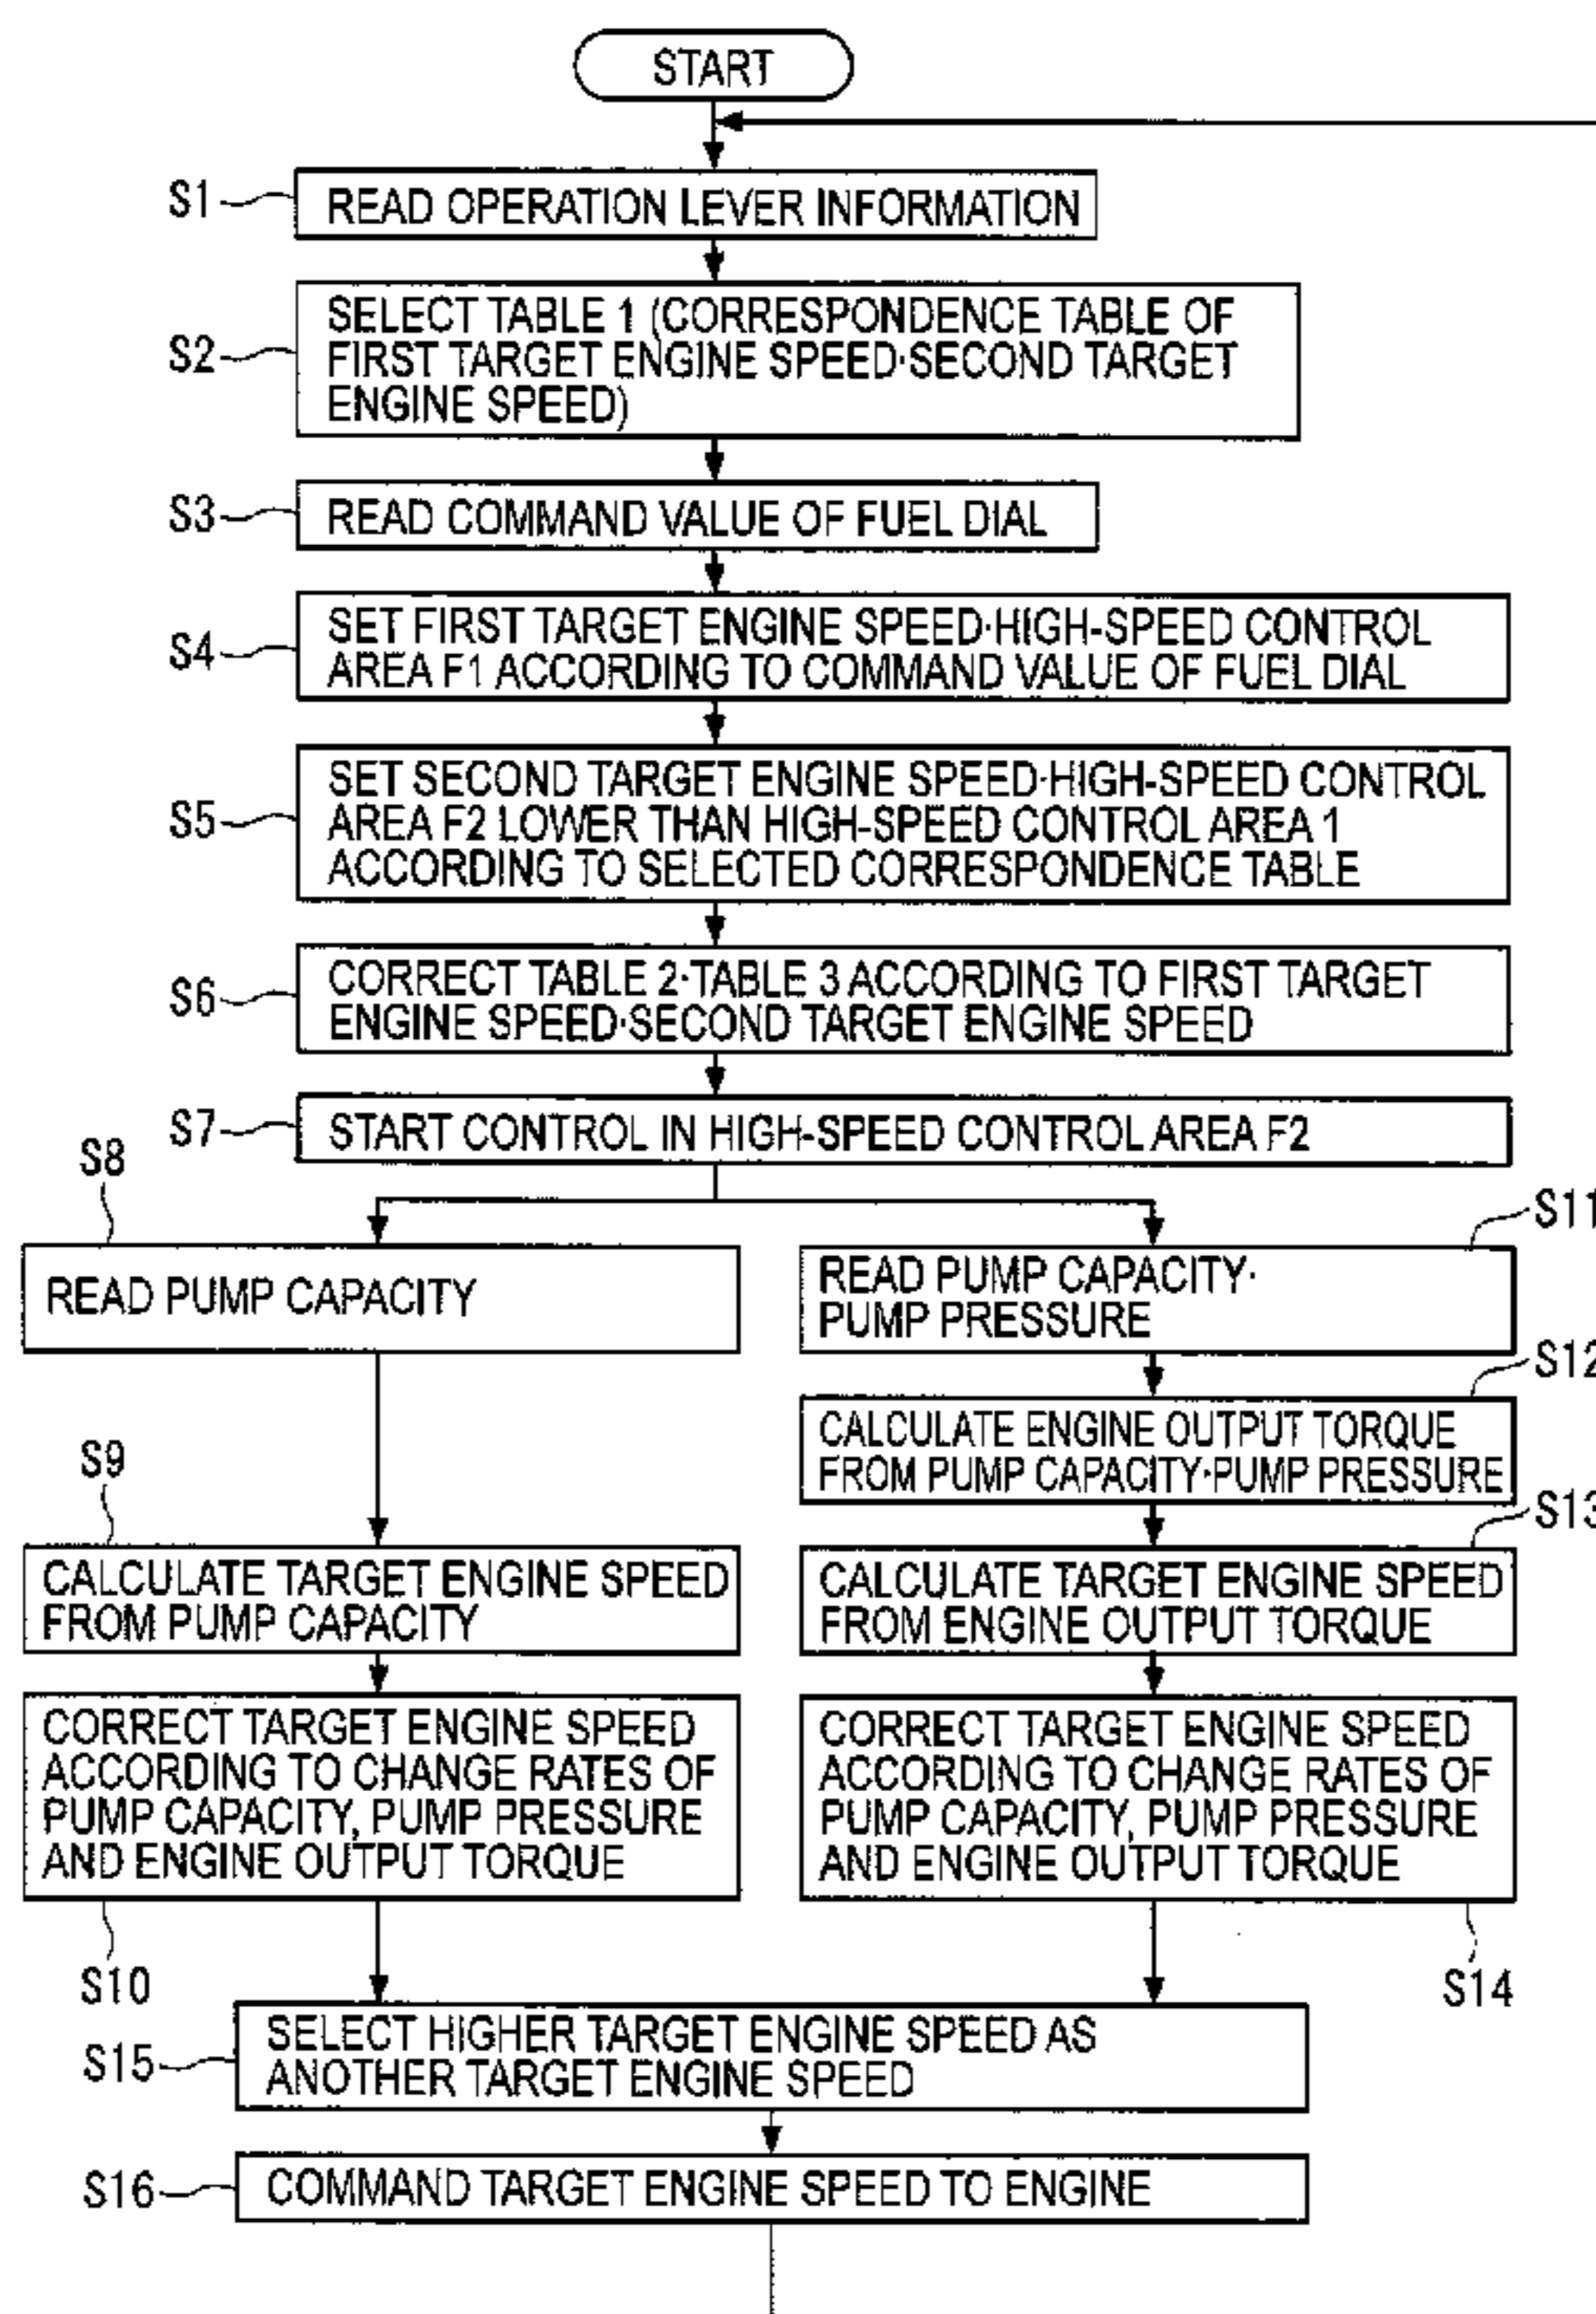 START
S1
READ OPERATION LEVER INFORMATION
S2
SELECT TABLE 1 (CORRESPONDENCE TABLE OF
FIRST TARGET ENGINE SPEED·SECOND TARGET
ENGINE SPEED)
S3
READ COMMAND VALUE OF FUEL DIAL
S4
SET FIRST TARGET ENGINE SPEED·HIGH-SPEED CONTROL
AREA F1 ACCORDING TO COMMAND VALUE OF FUEL DIAL
S5
SET SECOND TARGET ENGINE SPEED·HIGH-SPEED CONTROL
AREA F2 LOWER THAN HIGH-SPEED CONTROL AREA 1
ACCORDING TO SELECTED CORRESPONDENCE TABLE
S6
CORRECT TABLE 2·TABLE 3 ACCORDING TO FIRST TARGET
ENGINE SPEED·SECOND TARGET ENGINE SPEED
S7
START CONTROL IN HIGH-SPEED CONTROL AREA F2
S8
READ PUMP CAPACITY
S9
CALCULATE TARGET ENGINE SPEED
FROM PUMP CAPACITY
CORRECT TARGET ENGINE SPEED
ACCORDING TO CHANGE RATES OF
PUMP CAPACITY, PUMP PRESSURE
AND ENGINE OUTPUT TORQUE
S10
S11
READ PUMP CAPACITY·
PUMP PRESSURE
S12
CALCULATE ENGINE OUTPUT TORQUE
FROM PUMP CAPACITY·PUMP PRESSURE
S13
CALCULATE TARGET ENGINE SPEED
FROM ENGINE OUTPUT TORQUE
CORRECT TARGET ENGINE SPEED
ACCORDING TO CHANGE RATES OF
PUMP CAPACITY, PUMP PRESSURE
AND ENGINE OUTPUT TORQUE
S14
S15
SELECT HIGHER TARGET ENGINE SPEED AS
ANOTHER TARGET ENGINE SPEED
S16
COMMAND TARGET ENGINE SPEED TO ENGINE